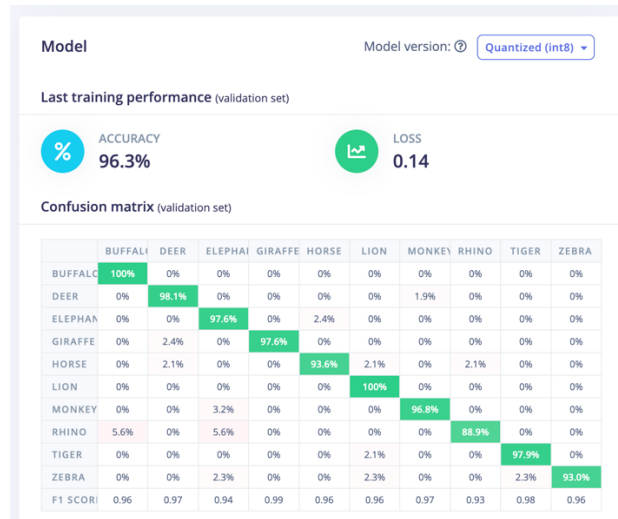 Model
Model version: Quantized (int8)
Last training performance (validation set)
% ACCURACY 96.3%
LOSS 0.14
Confusion matrix (validation set)
BUFFAL DEER ELEPHAI GIRAFFE HORSE LION MONKEY RHINO TIGER ZEBRA
BUFFALO 100% 0% 0% 0% 0% 0% 0% 0% 0% 0%
DEER 0% 98.1% 0% 0% 0% 0% 1.9% 0% 0% 0%
ELEPHAN 0% 0% 97.6% 0% 2.4% 0% 0% 0% 0% 0%
GIRAFFE 0% 2.4% 0% 97.6% 0% 0% 0% 0% 0% 0%
HORSE 0% 2.1% 0% 0% 93.6% 2.1% 0% 2.1% 0% 0%
LION 0% 0% 0% 0% 0% 100% 0% 0% 0% 0%
MONKEY 0% 0% 3.2% 0% 0% 0% 96.8% 0% 0% 0%
RHINO 5.6% 0% 5.6% 0% 0% 0% 0% 88.9% 0% 0%
TIGER 0% 0% 0% 0% 0% 2.1% 0% 0% 97.9% 0%
ZEBRA 0% 0% 2.3% 0% 0% 2.3% 0% 0% 2.3% 93.0%
F1 SCOR 0.96 0.97 0.94 0.99 0.96 0.96 0.97 0.93 0.98 0.96